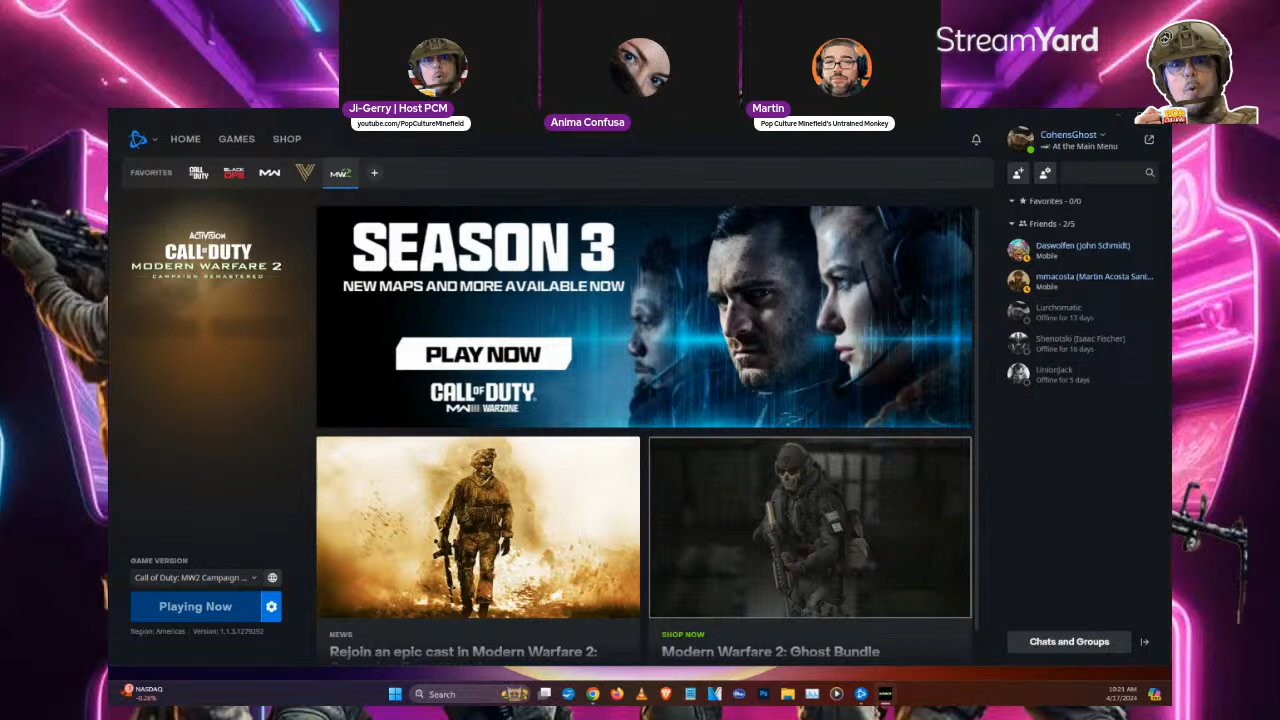 StreamYard
Ji-Gerry | Host PCM
youtube.com/PopCultureMinefield
Anima Confusa
Martin
Pop Culture Minefield's Untrained Monkey
HOME
GAMES
SHOP
CohensGhost
At the Main Menu
FAVORITES
CALL OF DUTY
BLACK OPS
MW
MW2
+
Favorites - 0/0
Friends - 2/5
Daswolfen (John Schmidt)
Mobile
mmacosta (Martin Acosta Sant...
Mobile
Lurchomatic
Offline for 13 days
Shenotski (Isaac Fischer)
Offline for 16 days
UnionJack
Offline for 5 days
ACTIVISION
CALL OF DUTY
MODERN WARFARE 2
CAMPAIGN REMASTERED
SEASON 3
NEW MAPS AND MORE AVAILABLE NOW
PLAY NOW
CALL OF DUTY
MWIII WARZONE
GAME VERSION
Call of Duty: MW2 Campaign ...
Playing Now
Region: Americas | Version: 1.1.3.1279292
NEWS
Rejoin an epic cast in Modern Warfare 2:
SHOP NOW
Modern Warfare 2: Ghost Bundle
Chats and Groups
NASDAQ
-0.26%
Search
10:21 AM
4/17/2024